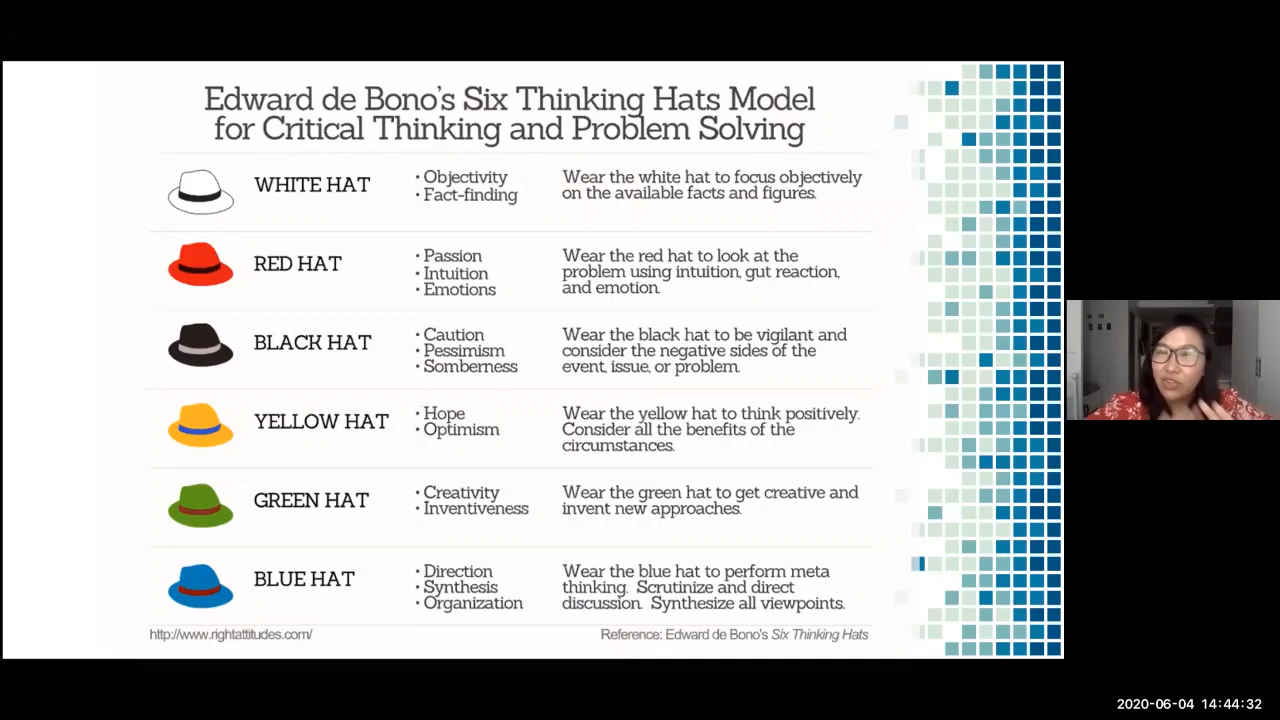 Edward de Bono's Six Thinking Hats Model
for Critical Thinking and Problem Solving
WHITE HAT
• Objectivity
• Fact-finding
Wear the white hat to focus objectively
on the available facts and figures.
RED HAT
• Passion
• Intuition
• Emotions
Wear the red hat to look at the
problem using intuition, gut reaction,
and emotion.
BLACK HAT
• Caution
• Pessimism
• Somberness
Wear the black hat to be vigilant and
consider the negative sides of the
event, issue, or problem.
YELLOW HAT
• Hope
• Optimism
Wear the yellow hat to think positively.
Consider all the benefits of the
circumstances.
GREEN HAT
• Creativity
• Inventiveness
Wear the green hat to get creative and
invent new approaches.
BLUE HAT
• Direction
• Synthesis
• Organization
Wear the blue hat to perform meta
thinking. Scrutinize and direct
discussion. Synthesize all viewpoints.
http://www.rightattitudes.com/
Reference: Edward de Bono's Six Thinking Hats
2020-06-04 14:44:32